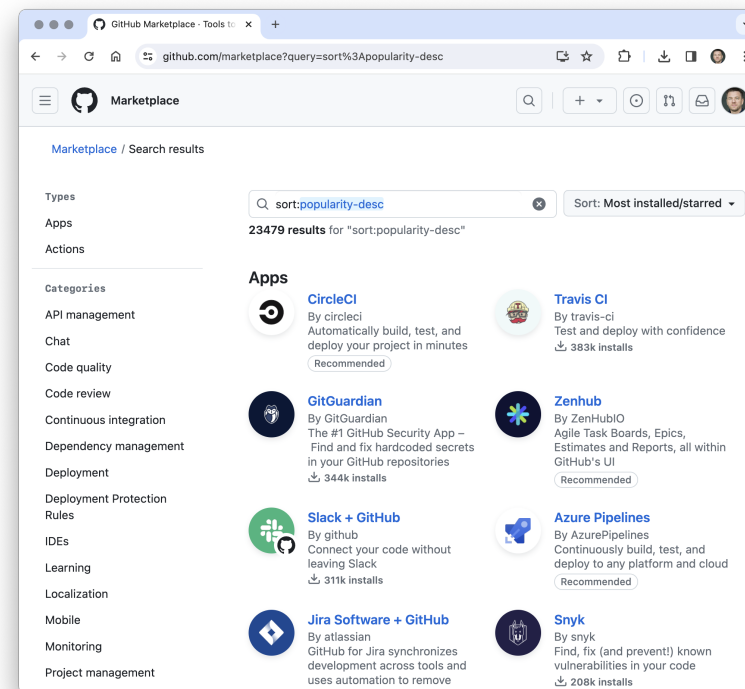 GitHub Marketplace · Tools to
github.com/marketplace?query=sort%3Apopularity-desc
Marketplace
Marketplace / Search results
Types
Apps
Actions
Categories
API management
Chat
Code quality
Code review
Continuous integration
Dependency management
Deployment
Deployment Protection
Rules
IDEs
Learning
Localization
Mobile
Monitoring
Project management
sort:popularity-desc
Sort: Most installed/starred
23479 results for "sort:popularity-desc"
Apps
CircleCI
By circleci
Automatically build, test, and
deploy your project in minutes
Recommended
Travis CI
By travis-ci
Test and deploy with confidence
383k installs
GitGuardian
By GitGuardian
The #1 GitHub Security App –
Find and fix hardcoded secrets
in your GitHub repositories
344k installs
Zenhub
By ZenHubIO
Agile Task Boards, Epics,
Estimates and Reports, all within
GitHub's UI
Recommended
Slack + GitHub
By github
Connect your code without
leaving Slack
311k installs
Azure Pipelines
By AzurePipelines
Continuously build, test, and
deploy to any platform and cloud
Recommended
Jira Software + GitHub
By atlassian
GitHub for Jira synchronizes
development across tools and
uses automation to remove
Snyk
By snyk
Find, fix (and prevent!) known
vulnerabilities in your code
208k installs